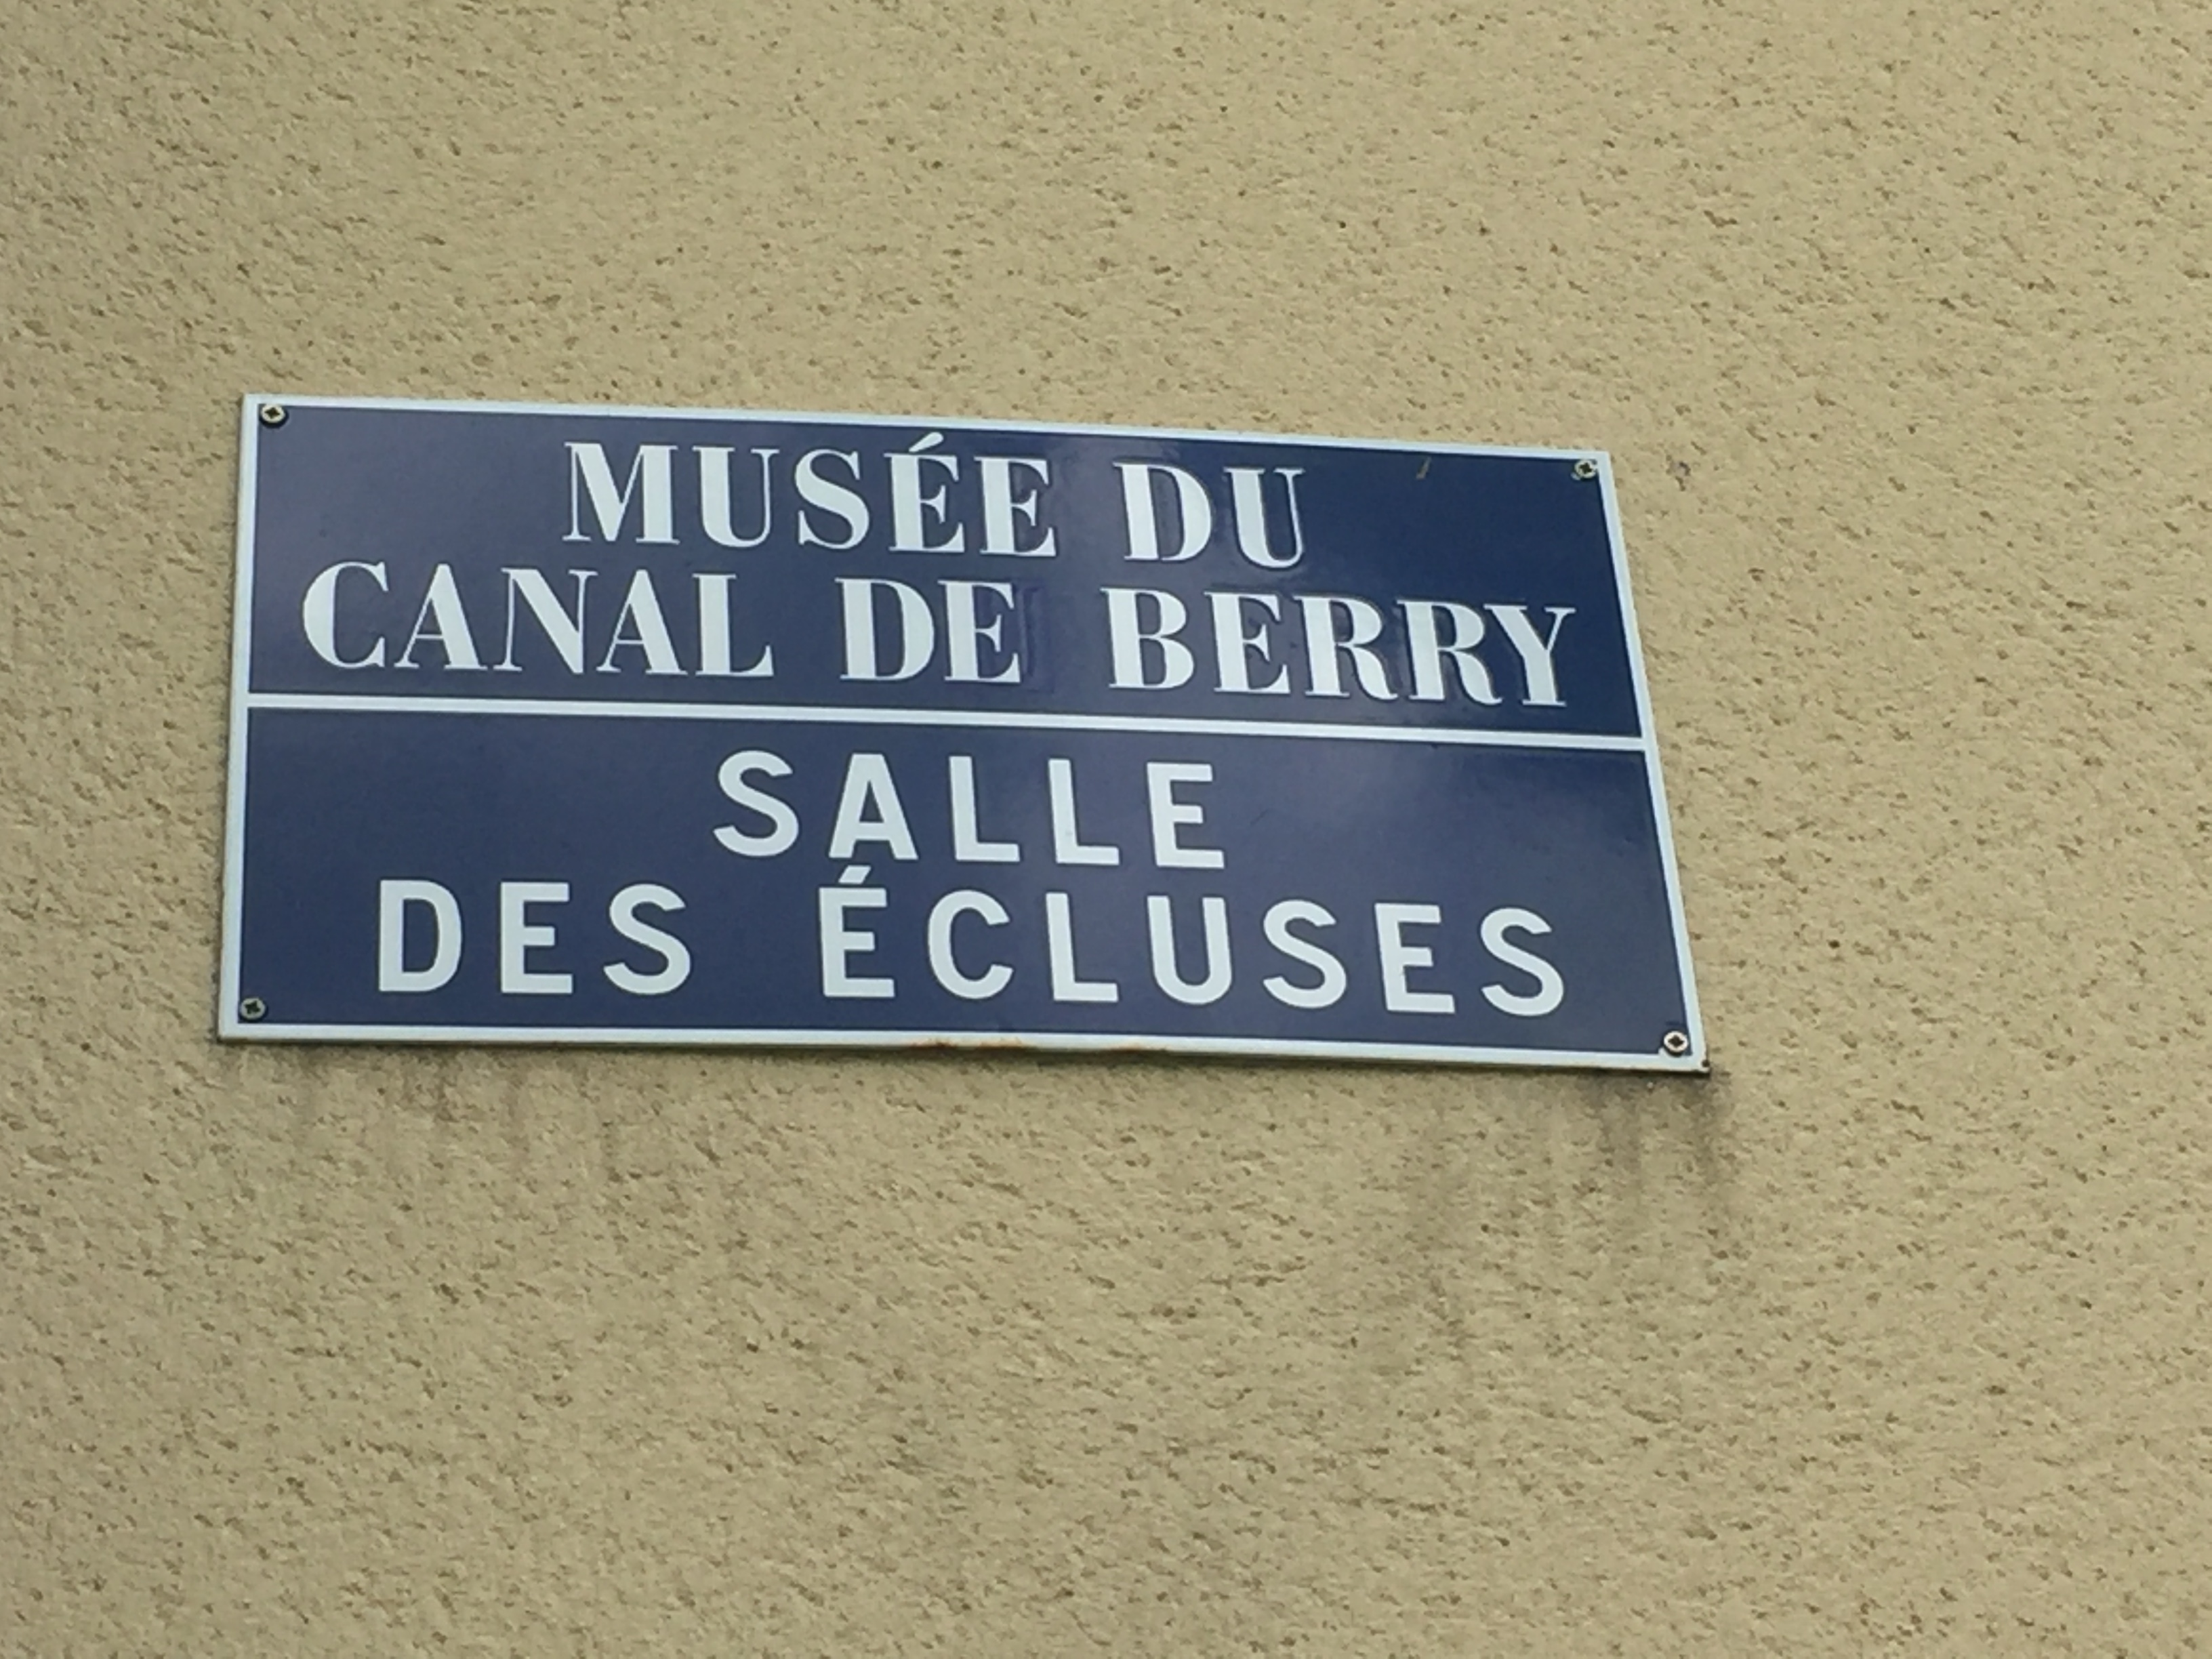 MUSÉE DU
CANAL DE BERRY
SALLE
DES ÉCLUSES